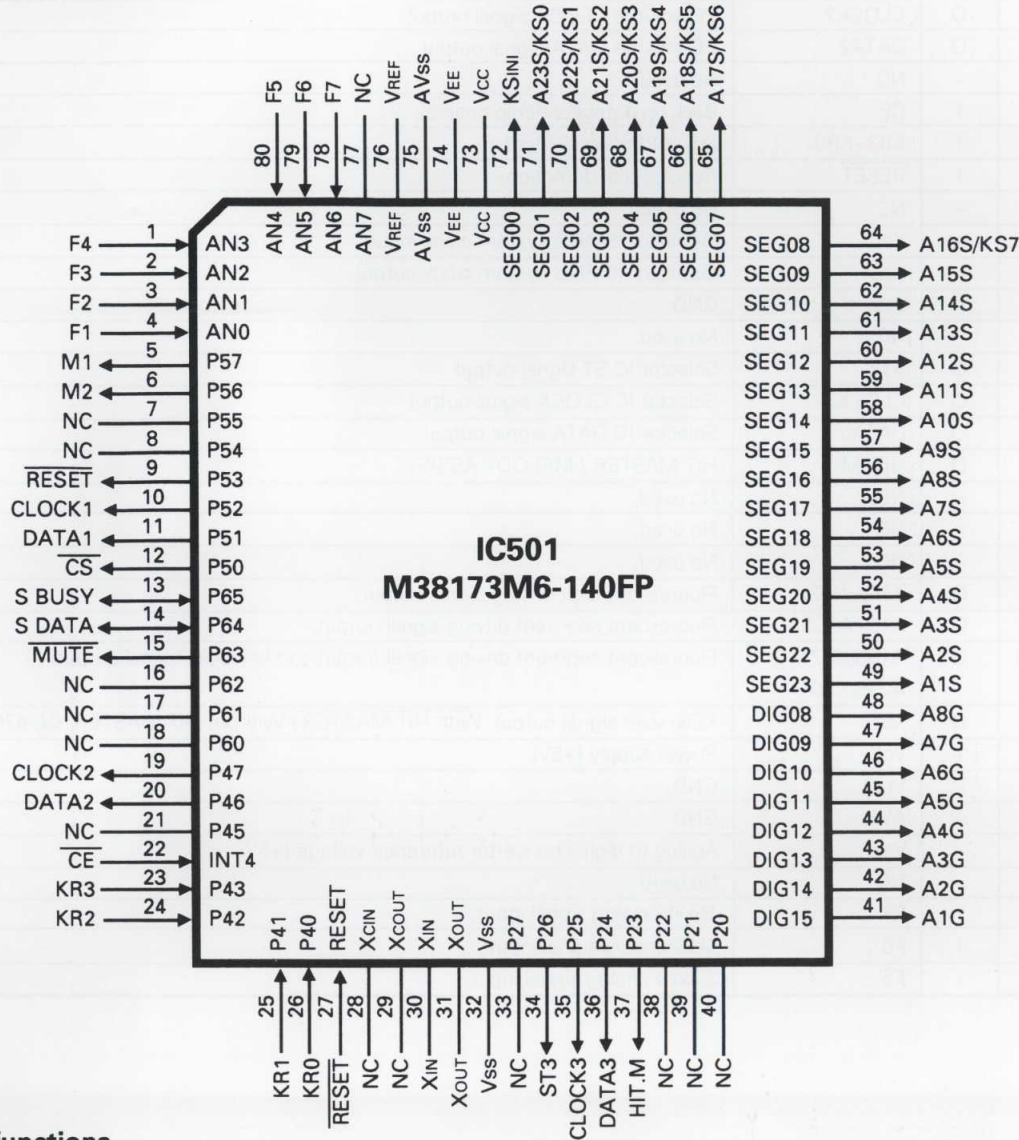 F5 F6 F7 NC VREF AVSS VEE VCC KSINI A23S/KS0 A22S/KS1 A21S/KS2 A20S/KS3 A19S/KS4 A18S/KS5 A17S/KS6
80 79 78 77 76 75 74 73 72 71 70 69 68 67 66 65
AN4 AN5 AN6 AN7 VREF AVSS VEE VCC SEG00 SEG01 SEG02 SEG03 SEG04 SEG05 SEG06 SEG07
F4 1 AN3 SEG08 64 A16S/KS7
F3 2 AN2 SEG09 63 A15S
F2 3 AN1 SEG10 62 A14S
F1 4 AN0 SEG11 61 A13S
M1 5 P57 SEG12 60 A12S
M2 6 P56 SEG13 59 A11S
NC 7 P55 SEG14 58 A10S
NC 8 P54 SEG15 57 A9S
RESET 9 P53 SEG16 56 A8S
CLOCK1 10 P52 SEG17 55 A7S
DATA1 11 P51 SEG18 54 A6S
CS 12 P50 SEG19 53 A5S
S BUSY 13 P65 SEG20 52 A4S
S DATA 14 P64 SEG21 51 A3S
MUTE 15 P63 SEG22 50 A2S
NC 16 P62 SEG23 49 A1S
NC 17 P61 DIG08 48 A8G
NC 18 P60 DIG09 47 A7G
CLOCK2 19 P47 DIG10 46 A6G
DATA2 20 P46 DIG11 45 A5G
NC 21 P45 DIG12 44 A4G
CE 22 INT4 DIG13 43 A3G
KR3 23 P43 DIG14 42 A2G
KR2 24 P42 DIG15 41 A1G
IC501
M38173M6-140FP
P41 P40 RESET XCIN XCOUT XIN XOUT VSS P27 P26 P25 P24 P23 P22 P21 P20
25 26 27 28 29 30 31 32 33 34 35 36 37 38 39 40
KR1 KR0 RESET NC NC XIN XOUT VSS NC ST3 CLOCK3 DATA3 HIT.M NC NC NC